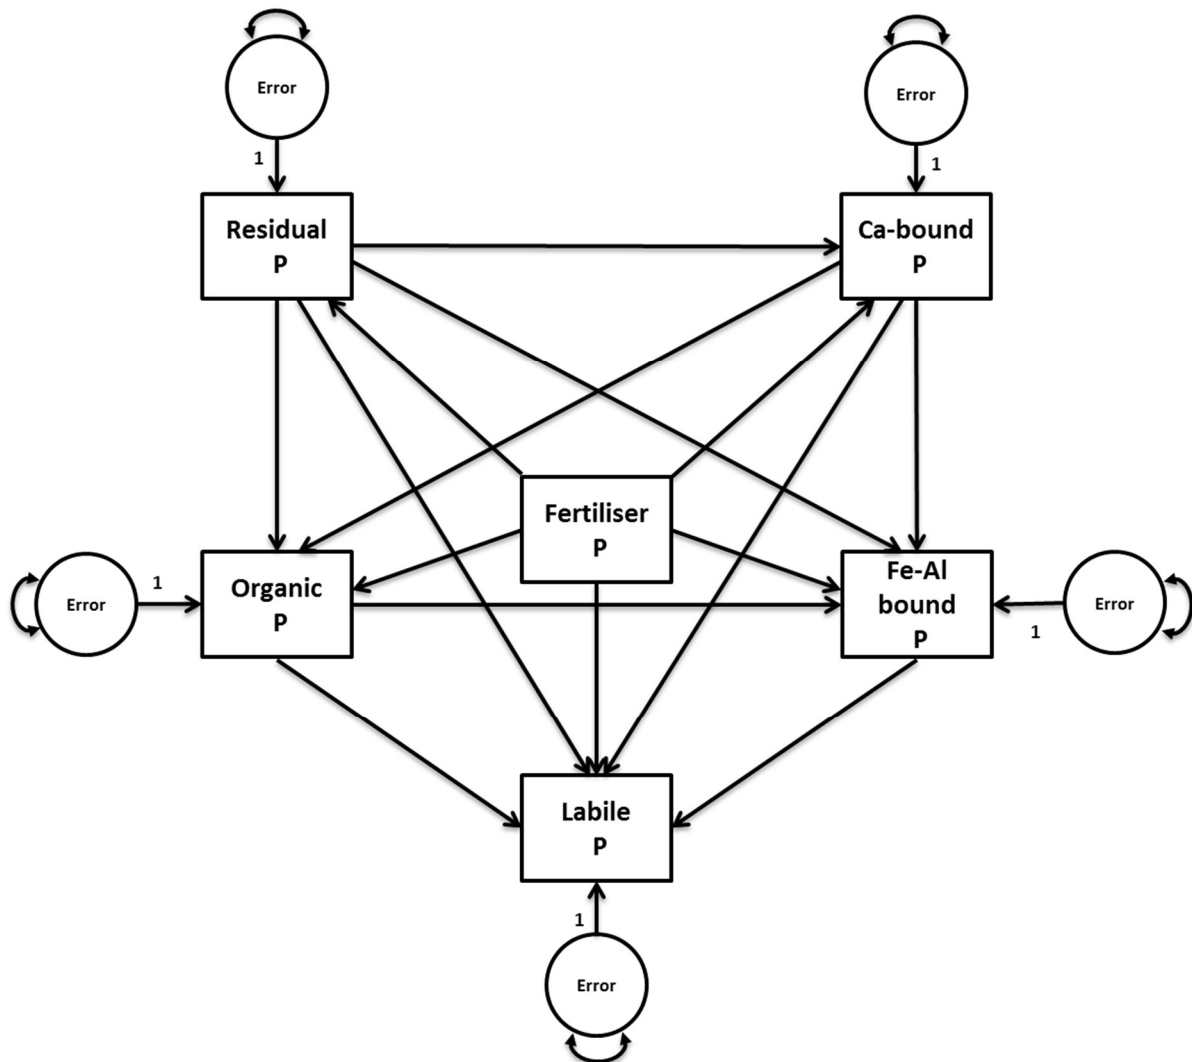 Error
Error
1
1
Residual
P
Ca-bound
P
Fertiliser
P
Error
1
Organic
P
Fe-Al
bound
P
1
Error
Labile
P
1
Error